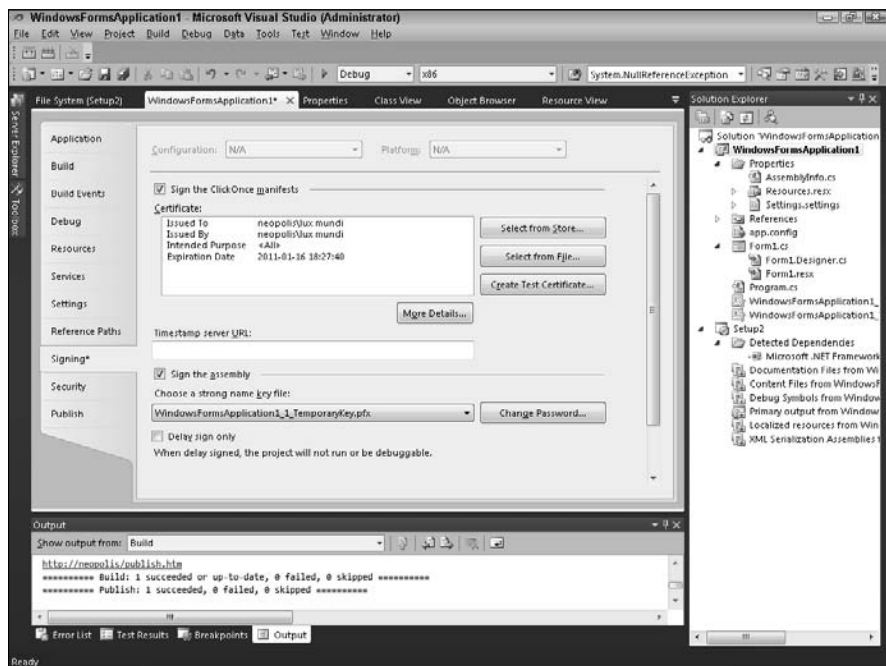 WindowsFormsApplication1 - Microsoft Visual Studio (Administrator)
File Edit View Project Build Debug Data Tools Test Window Help
Debug x86 System.NullReferenceException
File System (Setup2) WindowsFormsApplication1* X Properties Class View Object Browser Resource View
Server Explorer
Toolbox
Application
Build
Build Events
Debug
Resources
Services
Settings
Reference Paths
Signing*
Security
Publish
Configuration: N/A Platform: N/A
Sign the ClickOnce manifests
Certificate:
Issued To neopolis\lux mundi
Issued By neopolis\lux mundi
Intended Purpose <All>
Expiration Date 2011-01-16 18:27:40
Select from Store...
Select from File...
Create Test Certificate...
More Details...
Timestamp server URL:
Sign the assembly
Choose a strong name key file:
WindowsFormsApplication1_1_TemporaryKey.pfx Change Password...
Delay sign only
When delay signed, the project will not run or be debuggable.
Solution Explorer
Solution 'WindowsFormsApplication
WindowsFormsApplication1
Properties
AssemblyInfo.cs
Resources.resx
Settings.settings
References
app.config
Form1.cs
Form1.Designer.cs
Form1.resx
Program.cs
WindowsFormsApplication1_
WindowsFormsApplication1_
Setup2
Detected Dependencies
Microsoft .NET Framework
Documentation Files from Wi
Content Files from WindowsF
Debug Symbols from Window
Primary output from Window
Localized resources from Win
XML Serialization Assemblies f
Output
Show output from: Build
http://neopolis/publish.htm
========== Build: 1 succeeded or up-to-date, 0 failed, 0 skipped ==========
========== Publish: 1 succeeded, 0 failed, 0 skipped ==========
Error List Test Results Breakpoints Output
Ready